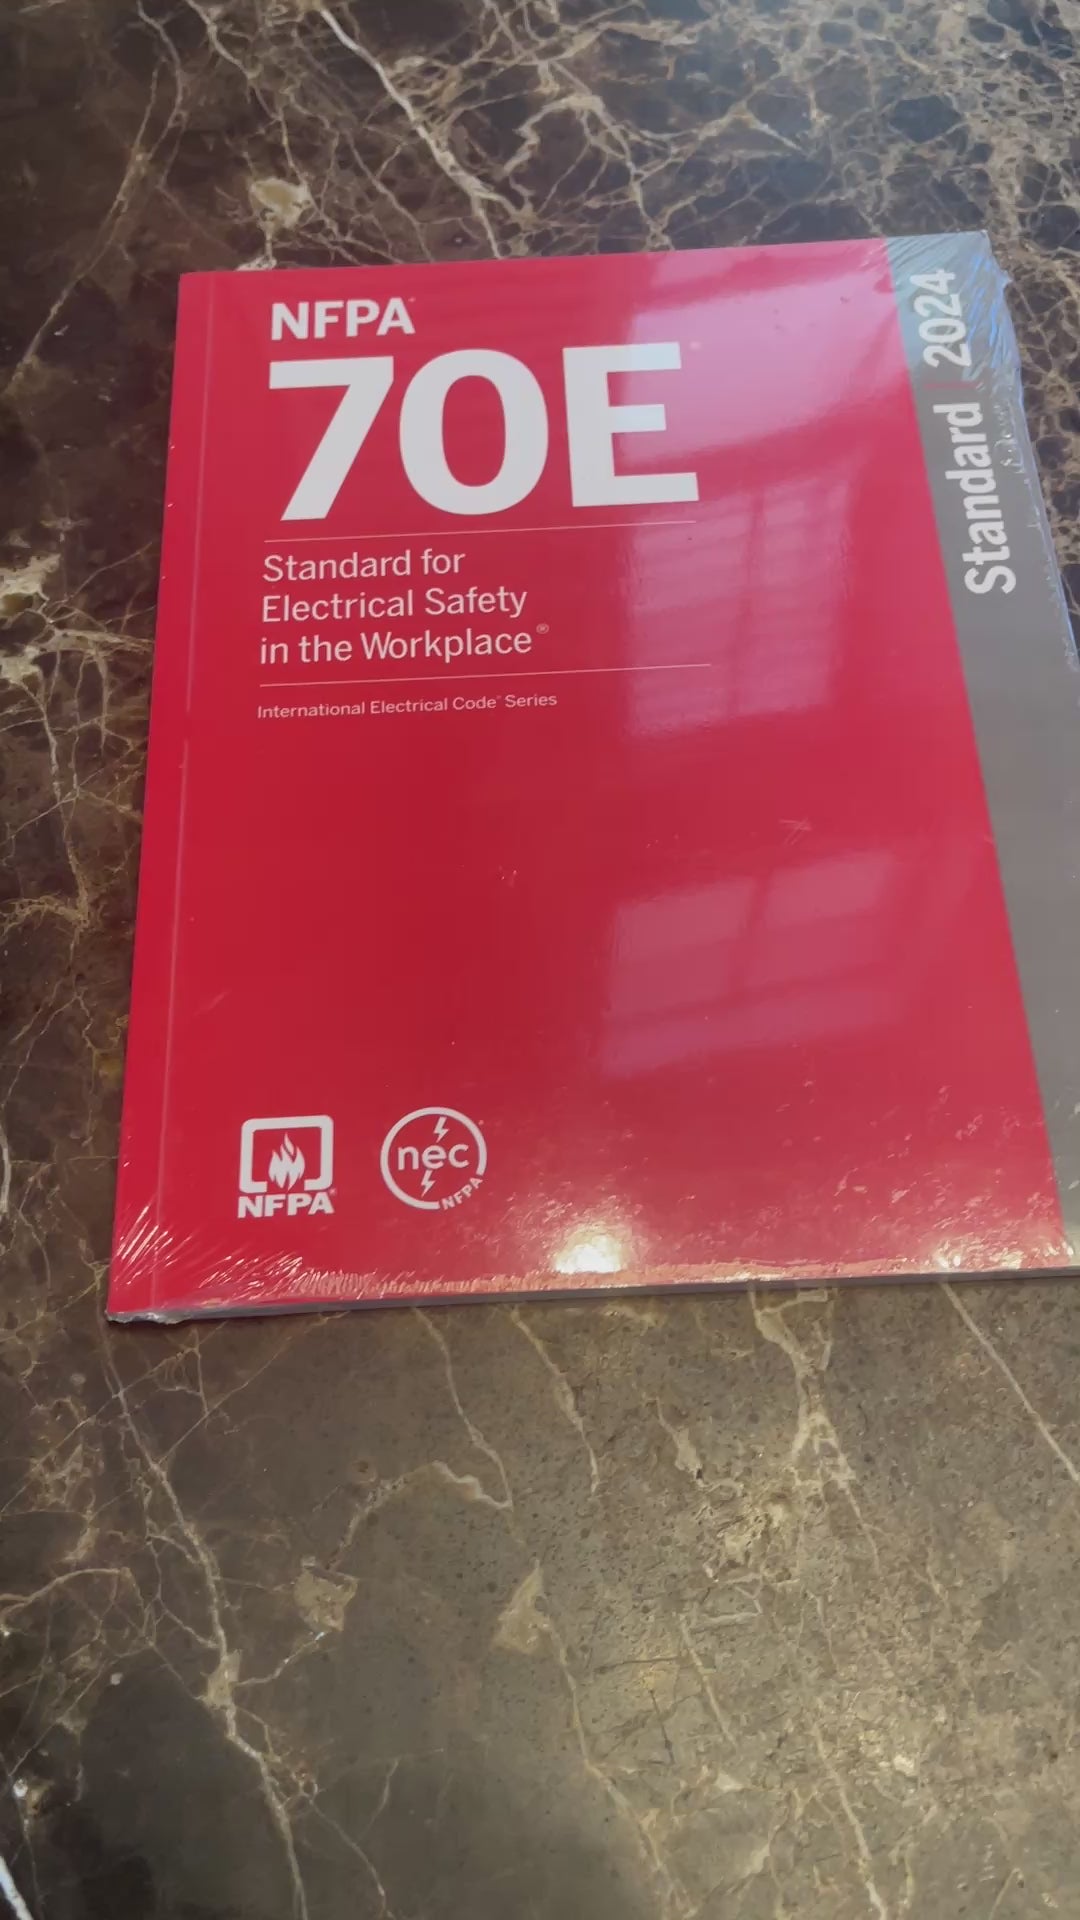 NFPA
70E
Standard for
Electrical Safety
in the Workplace®
International Electrical Code® Series
Standard | 2024
NFPA®
nec
NFPA